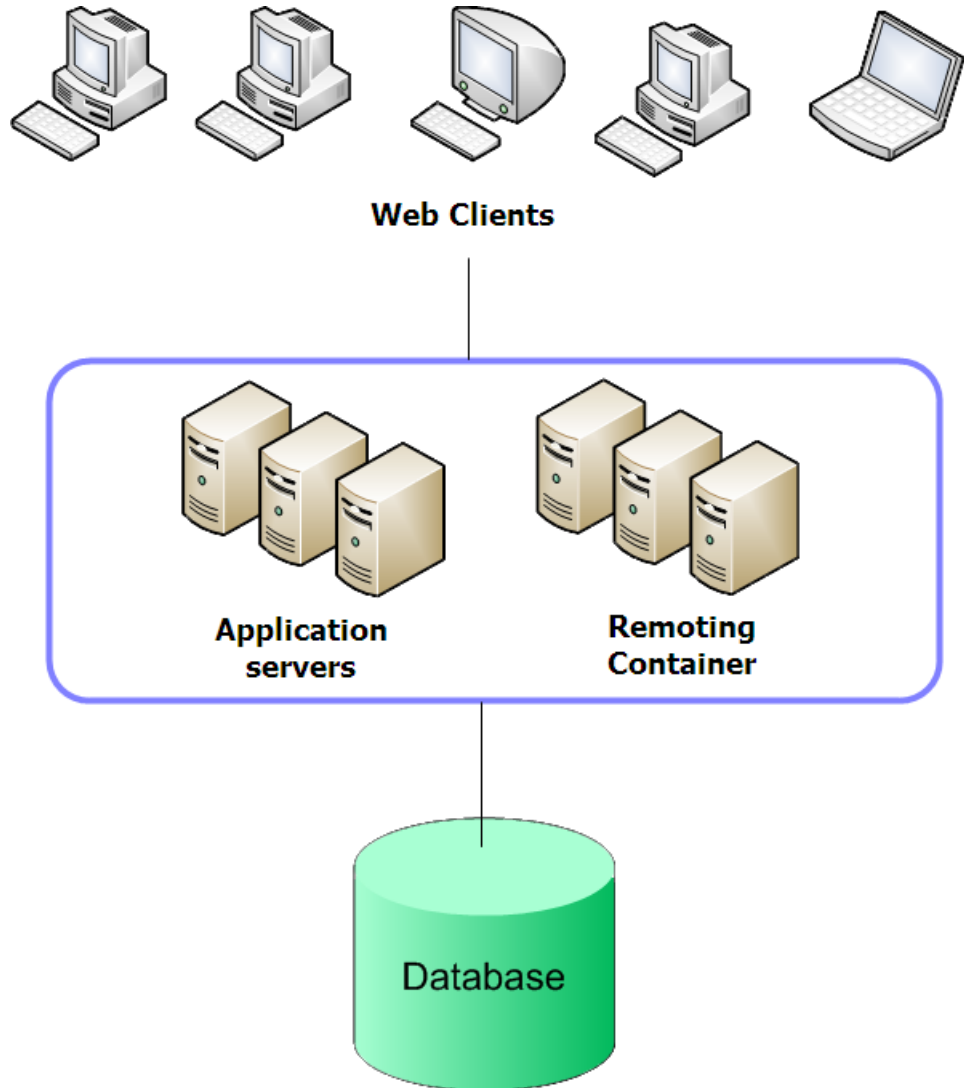 Web Clients
Application
servers
Remoting
Container
Database